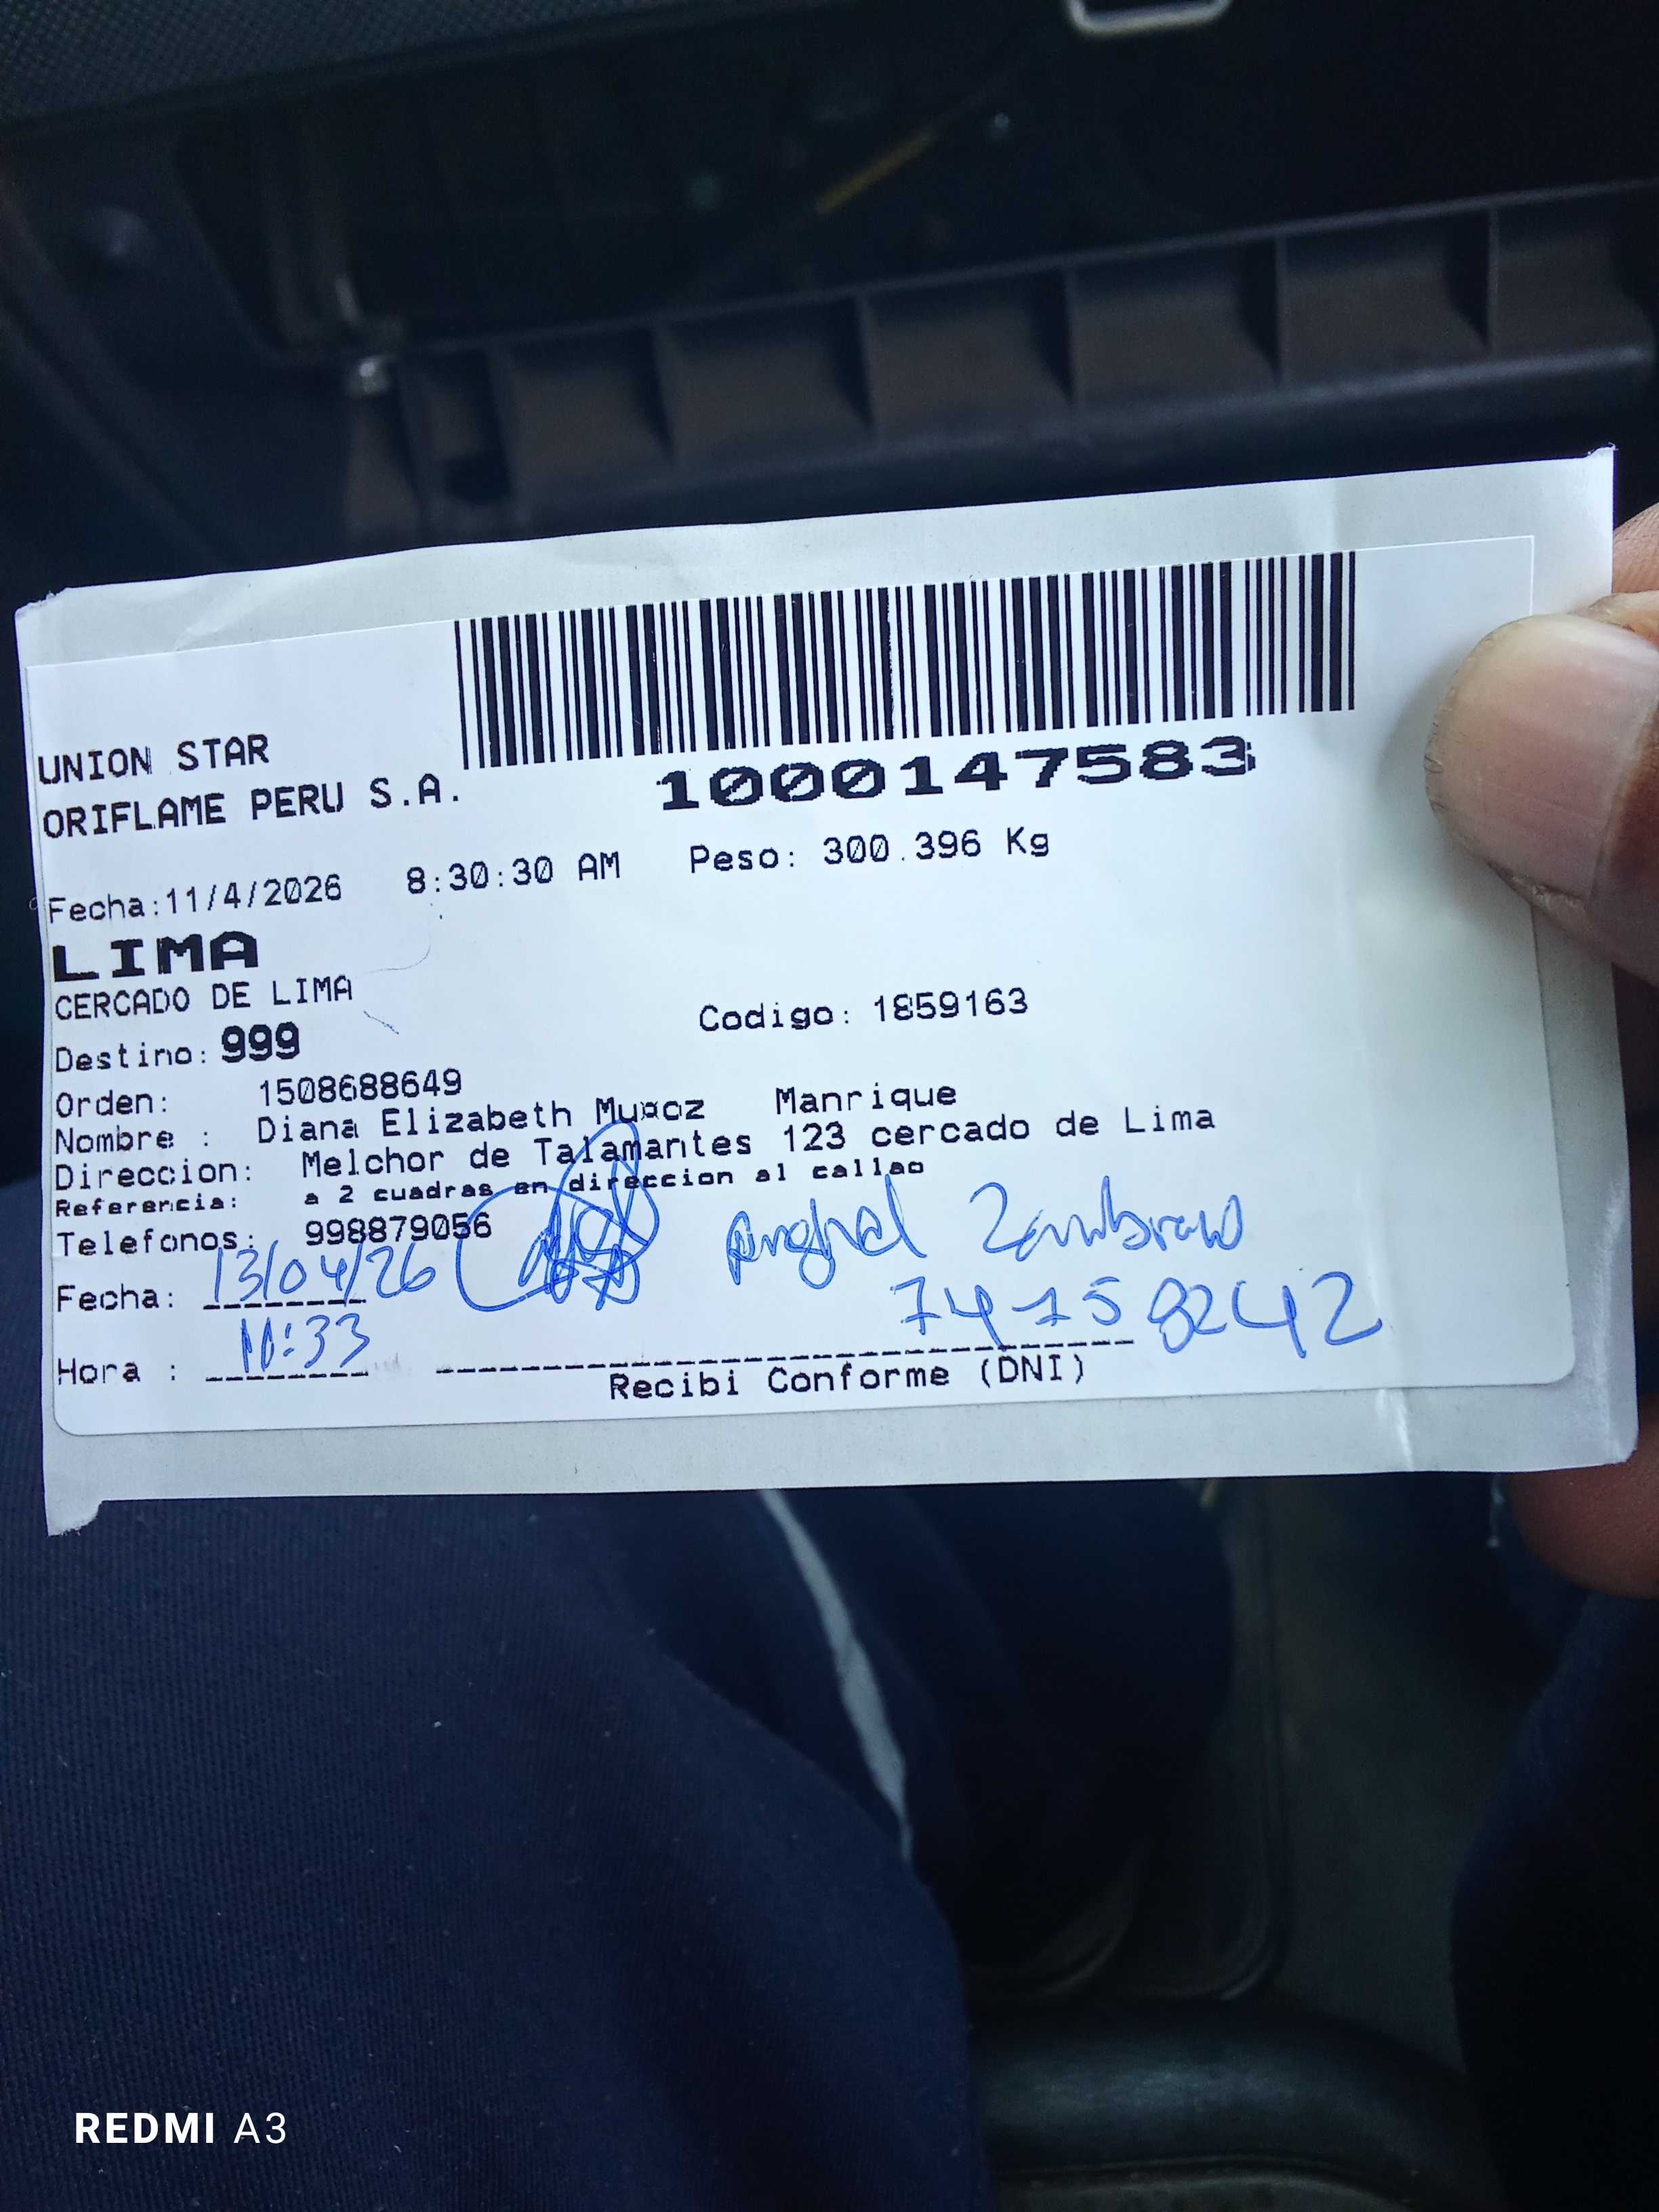 UNION STAR
ORIFLAME PERU S.A.
1000147583
Fecha:11/4/2026 8:30:30 AM Peso: 300.396 Kg
LIMA
CERCADO DE LIMA
Destino: 999 Codigo: 1859163
Orden: 1508688649
Nombre : Diana Elizabeth Muñoz Manrique
Direccion: Melchor de Talamantes 123 cercado de Lima
Referencia: a 2 cuadras en direccion al callao
Telefonos: 998879056
Zambrano
Fecha: 13/04/26
74758242
Hora : 11:33
Recibi Conforme (DNI)
REDMI A3